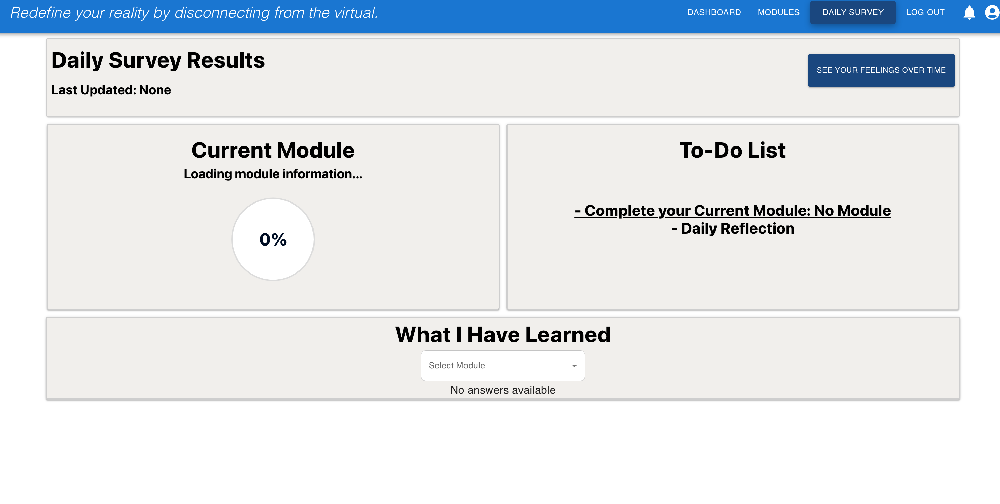 Redefine your reality by disconnecting from the virtual.
DASHBOARD MODULES DAILY SURVEY LOG OUT
Daily Survey Results
SEE YOUR FEELINGS OVER TIME
Last Updated: None
Current Module
Loading module information...
0%
To-Do List
- Complete your Current Module: No Module
- Daily Reflection
What I Have Learned
Select Module
No answers available